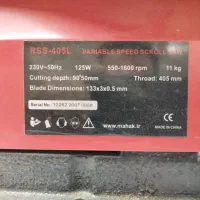 RSS-405L VARIABLE SPEED SCROLL SAW
230V~50Hz 125W 550-1600 rpm 11 kg
Cutting depth: 90°50mm Throad: 405 mm
Blade Dimensions: 133x3x0.5 mm
Serial No:
www.mahak.ir
MADE IN CHINA